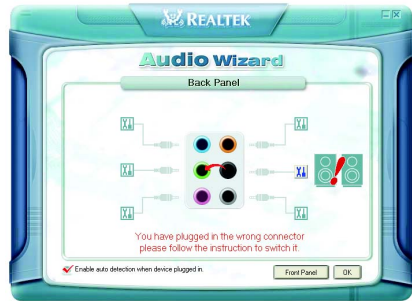 REALTEK
Audio Wizard
Back Panel
You have plugged in the wrong connector
please follow the instruction to switch it.
Enable auto detection when device plugged in.
Front Panel
OK